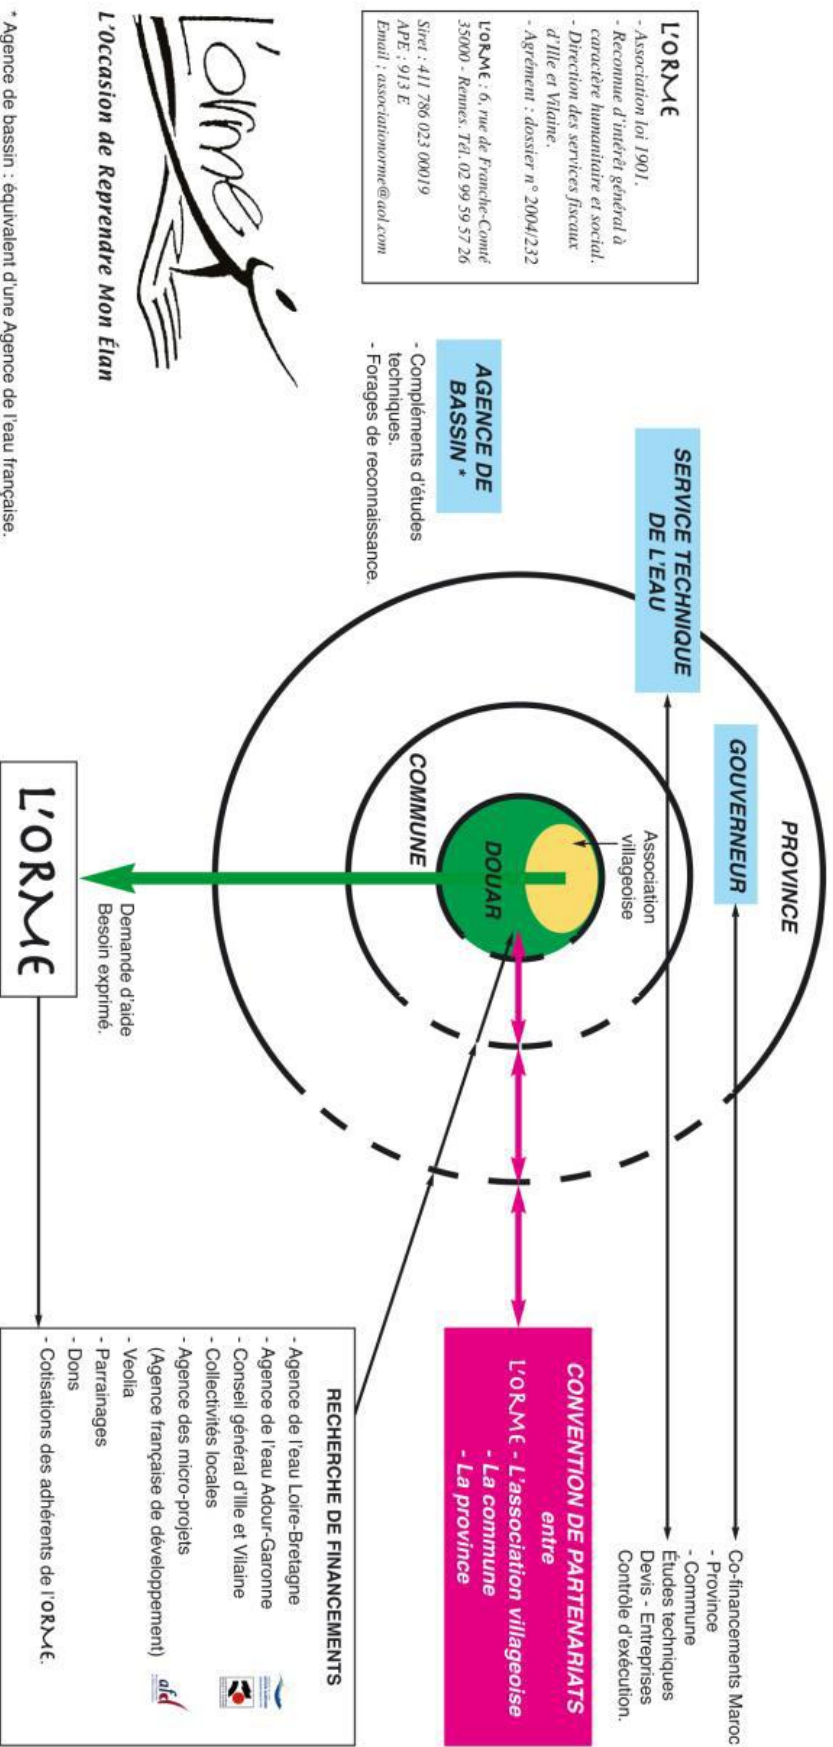 L'ORME
- Association loi 1901.
- Reconnue d'intérêt général à
caractère humanitaire et social.
- Direction des services fiscaux
d'Ille et Vilaine.
- Agrément : dossier n° 2004/232
L'ORME : 6, rue de Franche-Comté
35000 - Rennes. Tél. 02 99 59 57 26
Siret : 411 786 023 00019
APE : 913 E
Email : associationorme@aol.com
L'orme
L'Occasion de Reprendre Mon Élan
* Agence de bassin : équivalent d'une Agence de l'eau française.
AGENCE DE
BASSIN *
- Compléments d'études
techniques.
- Forages de reconnaissance.
SERVICE TECHNIQUE
DE L'EAU
GOUVERNEUR
PROVINCE
Association
villageoise
DOUAR
COMMUNE
Demande d'aide
Besoin exprimé.
L'ORME
Co-financements Maroc
- Province
- Commune
Études techniques
Devis - Entreprises
Contrôle d'exécution.
CONVENTION DE PARTENARIATS
entre
L'ORME - L'association villageoise
- La commune
- La province
RECHERCHE DE FINANCEMENTS
- Agence de l'eau Loire-Bretagne
- Agence de l'eau Adour-Garonne
- Conseil général d'Ille et Vilaine
- Collectivités locales
- Agence des micro-projets
(Agence française de développement)
- Veolia
- Parrainages
- Dons
- Cotisations des adhérents de l'ORME.
afd